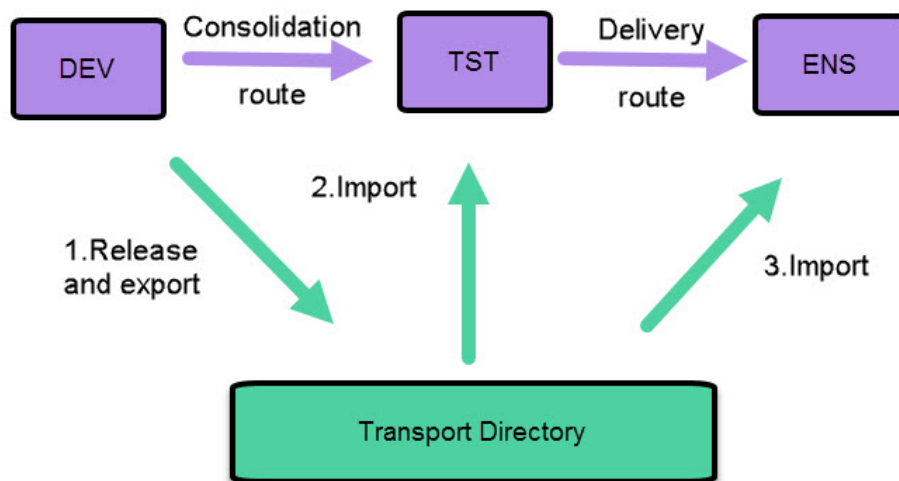 Consolidation
DEV
route
TST
Delivery
route
ENS
1.Release
and export
2.Import
3.Import
Transport Directory